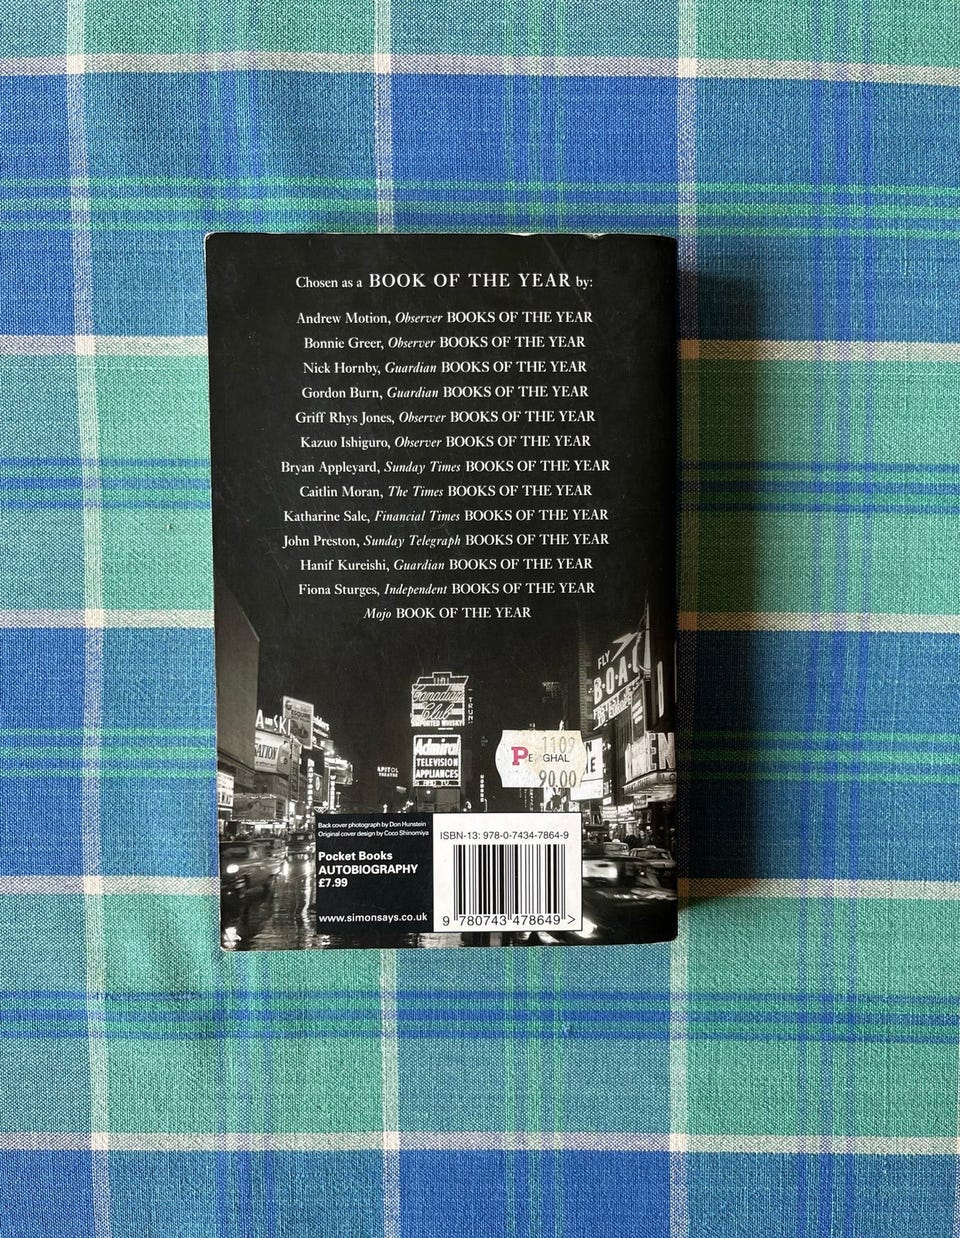 Chosen as a BOOK OF THE YEAR by:
Andrew Motion, Observer BOOKS OF THE YEAR
Bonnie Greer, Observer BOOKS OF THE YEAR
Nick Hornby, Guardian BOOKS OF THE YEAR
Gordon Burn, Guardian BOOKS OF THE YEAR
Griff Rhys Jones, Observer BOOKS OF THE YEAR
Kazuo Ishiguro, Observer BOOKS OF THE YEAR
Bryan Appleyard, Sunday Times BOOKS OF THE YEAR
Caitlin Moran, The Times BOOKS OF THE YEAR
Katharine Sale, Financial Times BOOKS OF THE YEAR
John Preston, Sunday Telegraph BOOKS OF THE YEAR
Hanif Kureishi, Guardian BOOKS OF THE YEAR
Fiona Sturges, Independent BOOKS OF THE YEAR
Mojo BOOK OF THE YEAR
FLY
B·O·A·C
Canadian
Club
IMPORTED WHISKY
Admiral
TELEVISION
APPLIANCES
CAPITOL
THEATRE
1109
90.00
Back cover photograph by Don Hunstein
Original cover design by Coco Shinomiya
Pocket Books
AUTOBIOGRAPHY
£7.99
www.simonsays.co.uk
ISBN-13: 978-0-7434-7864-9
9 780743 478649 >